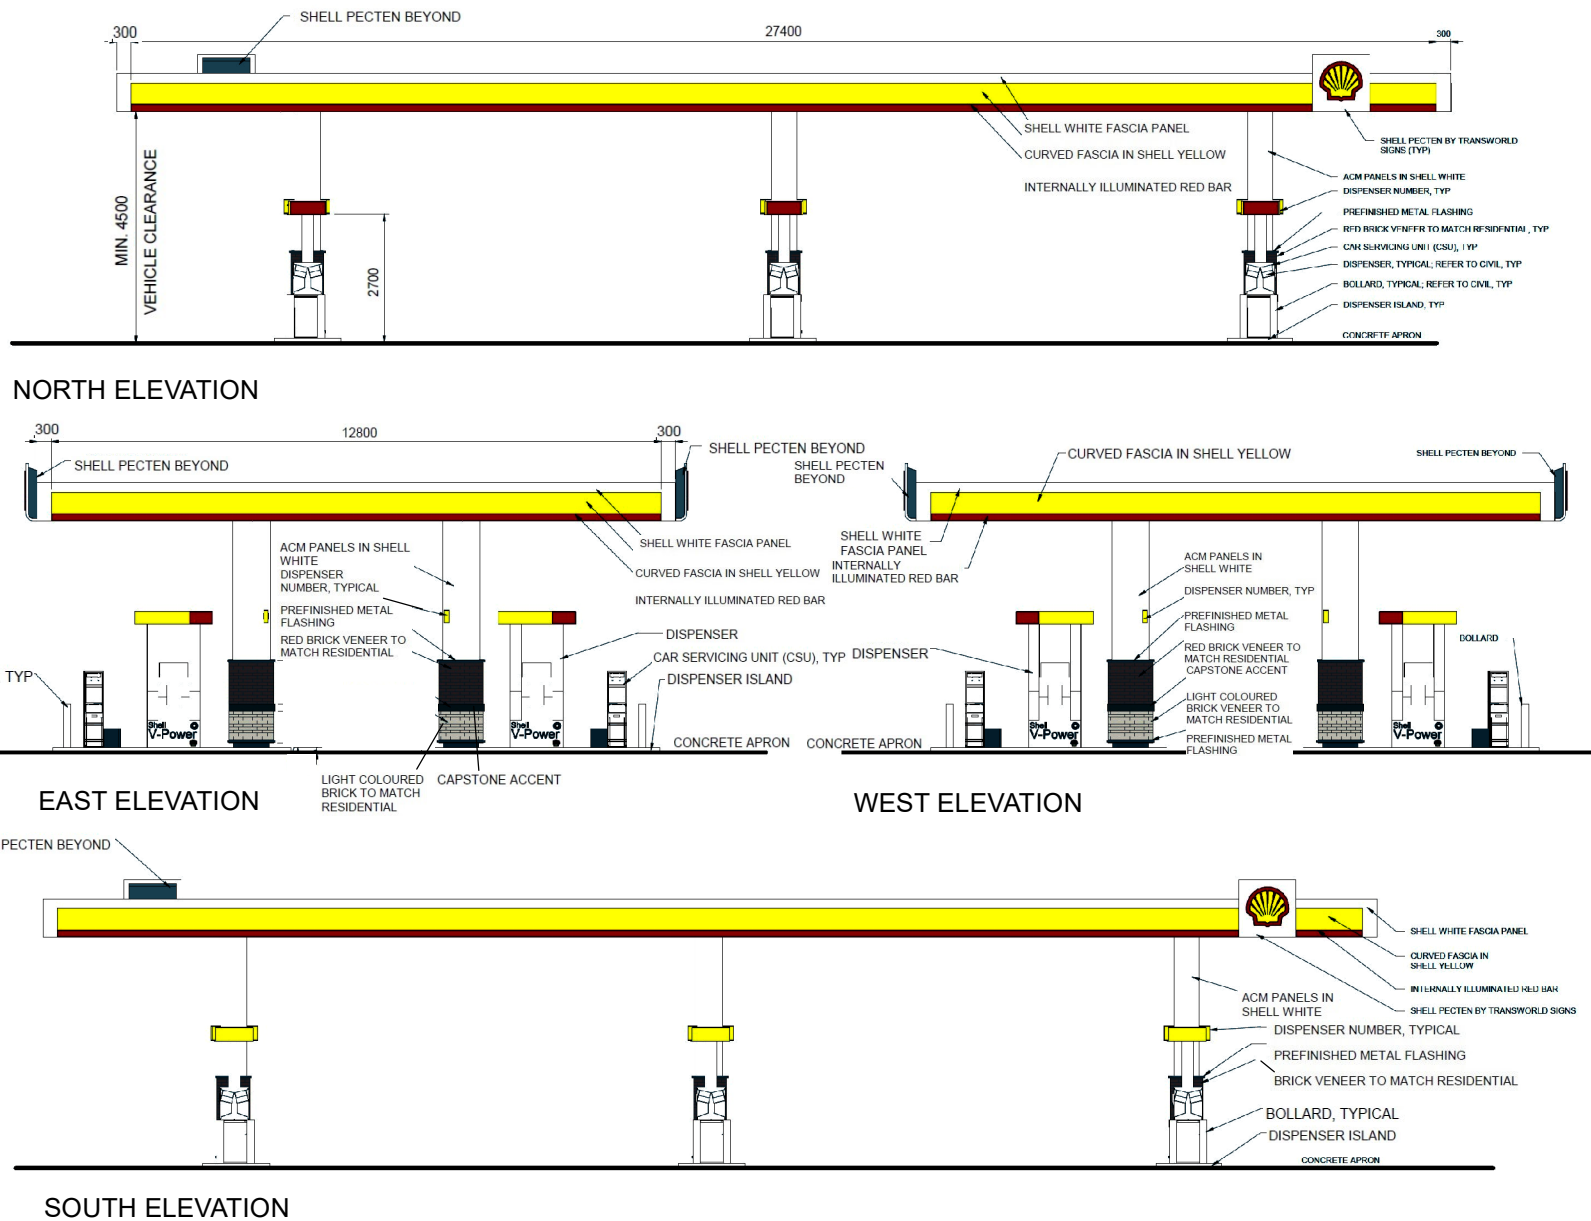 SHELL PECTEN BEYOND
300
27400
300
SHELL WHITE FASCIA PANEL
CURVED FASCIA IN SHELL YELLOW
INTERNALLY ILLUMINATED RED BAR
SHELL PECTEN BY TRANSWORLD
SIGNS (TYP)
ACM PANELS IN SHELL WHITE
DISPENSER NUMBER, TYP
PREFINISHED METAL FLASHING
RED BRICK VENEER TO MATCH RESIDENTIAL, TYP
CAR SERVICING UNIT (CSU), TYP
DISPENSER, TYPICAL; REFER TO CIVIL, TYP
BOLLARD, TYPICAL; REFER TO CIVIL, TYP
DISPENSER ISLAND, TYP
CONCRETE APRON
MIN. 4500
VEHICLE CLEARANCE
2700
NORTH ELEVATION
300
12800
300
SHELL PECTEN BEYOND
SHELL PECTEN BEYOND
SHELL WHITE FASCIA PANEL
CURVED FASCIA IN SHELL YELLOW
INTERNALLY ILLUMINATED RED BAR
ACM PANELS IN SHELL
WHITE
DISPENSER
NUMBER, TYPICAL
PREFINISHED METAL
FLASHING
RED BRICK VENEER TO
MATCH RESIDENTIAL
DISPENSER
CAR SERVICING UNIT (CSU), TYP
DISPENSER ISLAND
TYP
Shell
V-Power
Shell
V-Power
CONCRETE APRON
LIGHT COLOURED
BRICK TO MATCH
RESIDENTIAL
CAPSTONE ACCENT
EAST ELEVATION
SHELL PECTEN
BEYOND
CURVED FASCIA IN SHELL YELLOW
SHELL PECTEN BEYOND
SHELL WHITE
FASCIA PANEL
INTERNALLY
ILLUMINATED RED BAR
ACM PANELS IN
SHELL WHITE
DISPENSER NUMBER, TYP
PREFINISHED METAL
FLASHING
RED BRICK VENEER TO
MATCH RESIDENTIAL
CAPSTONE ACCENT
LIGHT COLOURED
BRICK VENEER TO
MATCH RESIDENTIAL
PREFINISHED METAL
FLASHING
DISPENSER
BOLLARD
Shell
V-Power
Shell
V-Power
CONCRETE APRON
WEST ELEVATION
PECTEN BEYOND
SHELL WHITE FASCIA PANEL
CURVED FASCIA IN
SHELL YELLOW
INTERNALLY ILLUMINATED RED BAR
SHELL PECTEN BY TRANSWORLD SIGNS
ACM PANELS IN
SHELL WHITE
DISPENSER NUMBER, TYPICAL
PREFINISHED METAL FLASHING
BRICK VENEER TO MATCH RESIDENTIAL
BOLLARD, TYPICAL
DISPENSER ISLAND
CONCRETE APRON
SOUTH ELEVATION